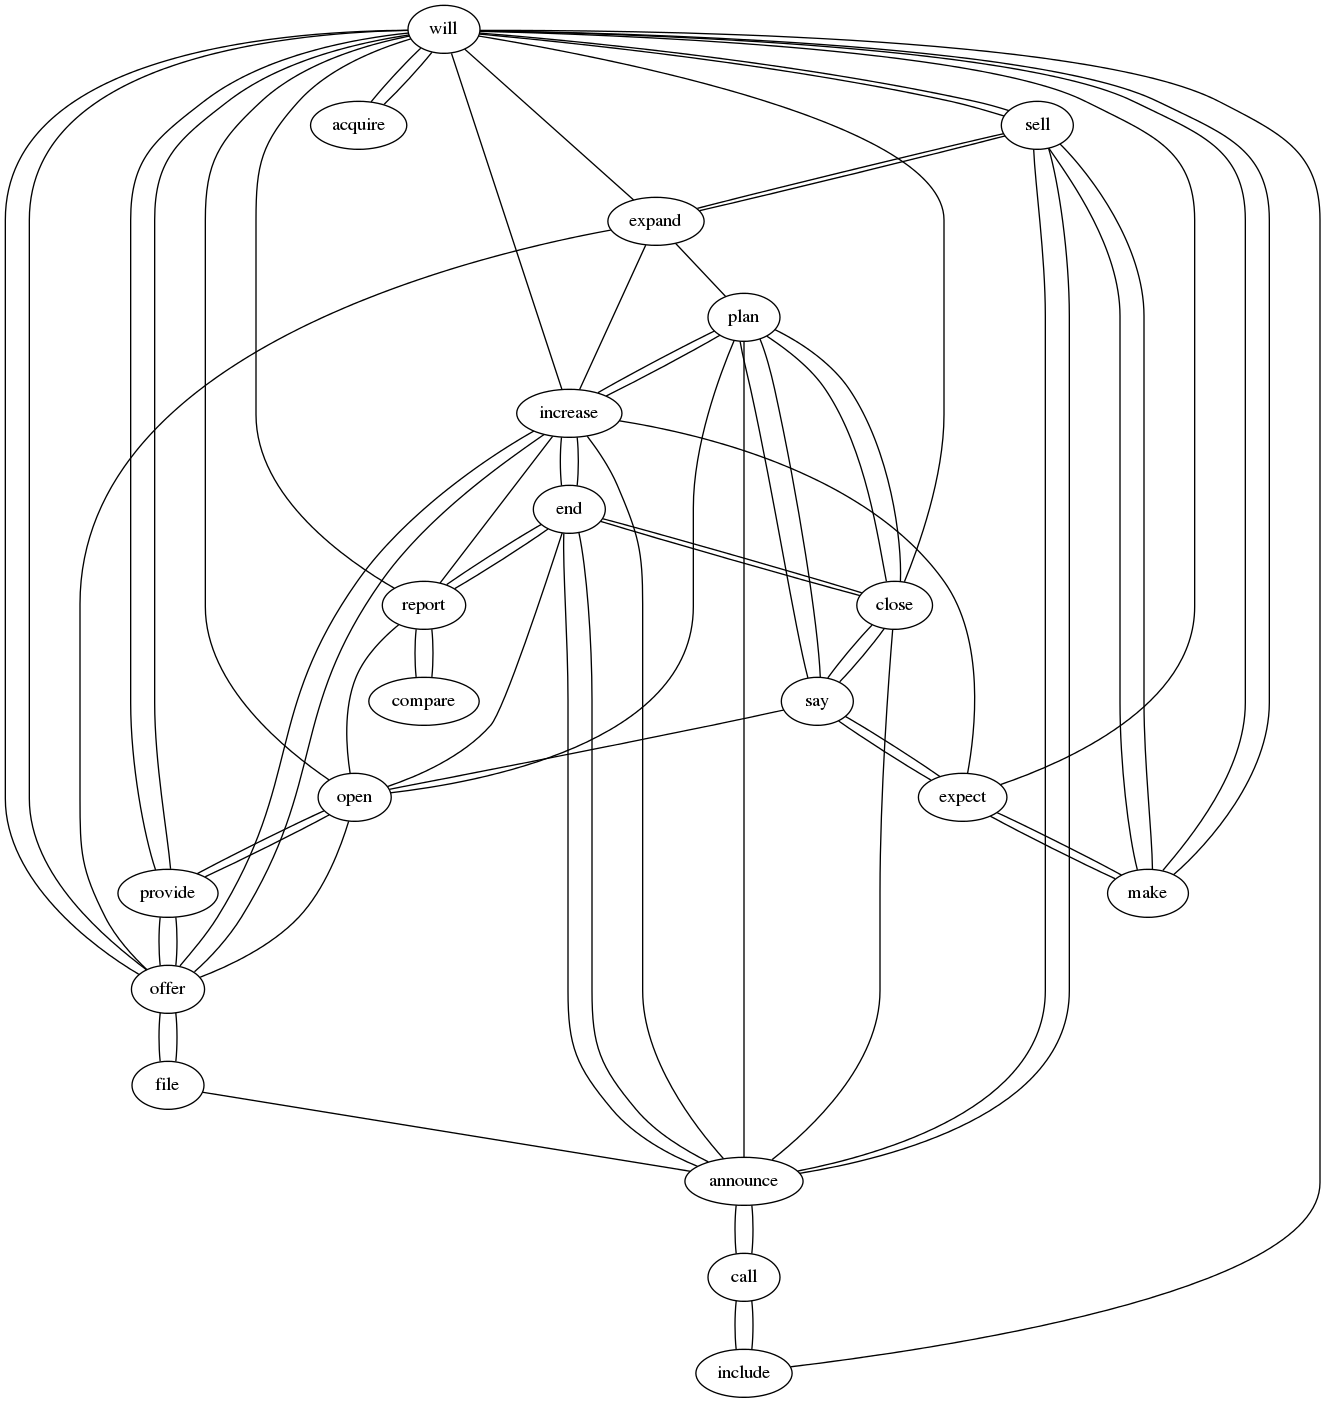 will
acquire
sell
expand
plan
increase
end
report
close
compare
say
open
expect
provide
make
offer
file
announce
call
include